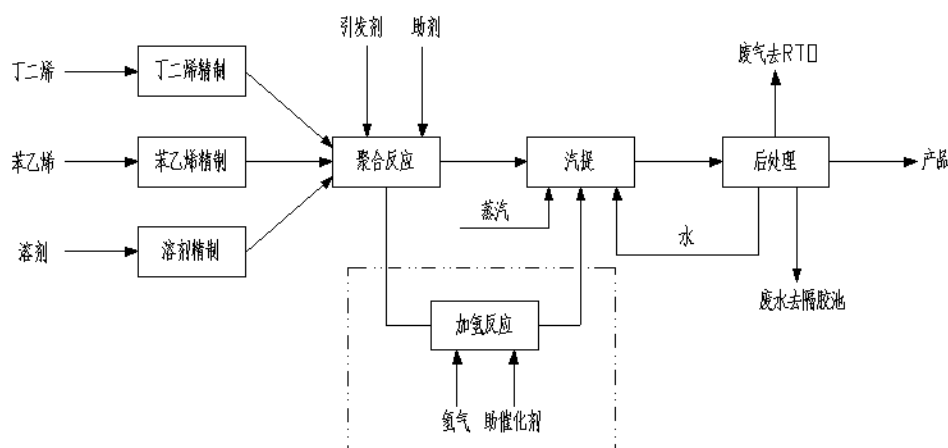 引发剂 助剂
废气去RTO
丁二烯 丁二烯精制
苯乙烯 苯乙烯精制 聚合反应 汽提 后处理 产品
蒸汽
水
溶剂 溶剂精制
废水去隔胶池
加氢反应
氢气 助催化剂